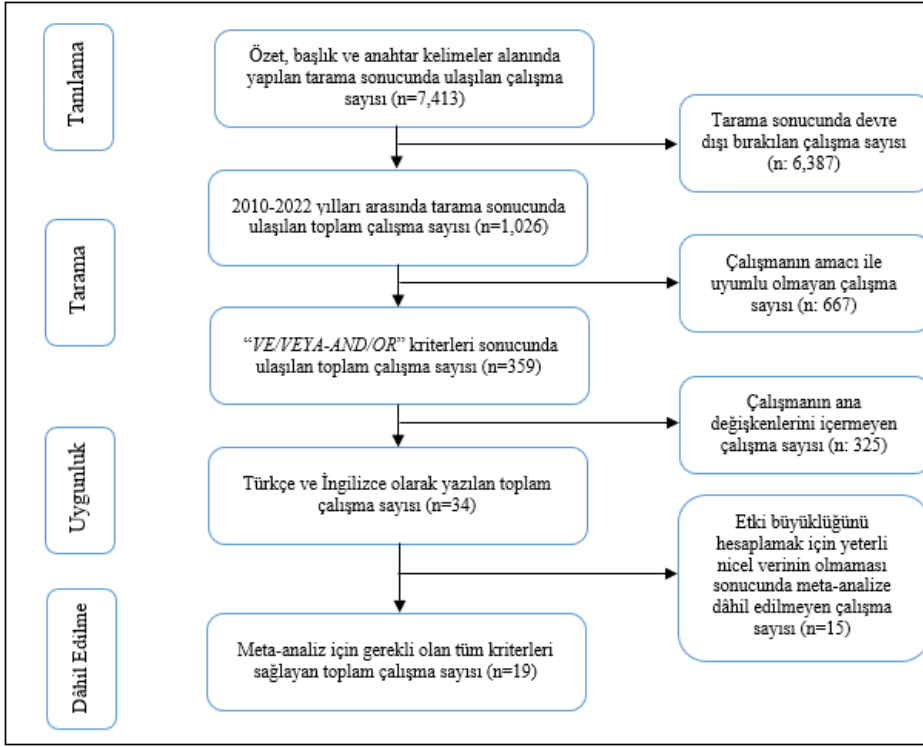 Tanılama
Özet, başlık ve anahtar kelimeler alanında
yapılan tarama sonucunda ulaşılan çalışma
sayısı (n=7,413)
Tarama sonucunda devre
dışı bırakılan çalışma sayısı
(n: 6,387)
Tarama
2010-2022 yılları arasında tarama sonucunda
ulaşılan toplam çalışma sayısı (n=1,026)
Çalışmanın amacı ile
uyumlu olmayan çalışma
sayısı (n: 667)
“VE/VEYA-AND/OR” kriterleri sonucunda
ulaşılan toplam çalışma sayısı (n=359)
Çalışmanın ana
değişkenlerini içermeyen
çalışma sayısı (n: 325)
Uygunluk
Türkçe ve İngilizce olarak yazılan toplam
çalışma sayısı (n=34)
Etki büyüklüğünü
hesaplamak için yeterli
nicel verinin olmaması
sonucunda meta-analize
dâhil edilmeyen çalışma
sayısı (n=15)
Dâhil Edilme
Meta-analiz için gerekli olan tüm kriterleri
sağlayan toplam çalışma sayısı (n=19)